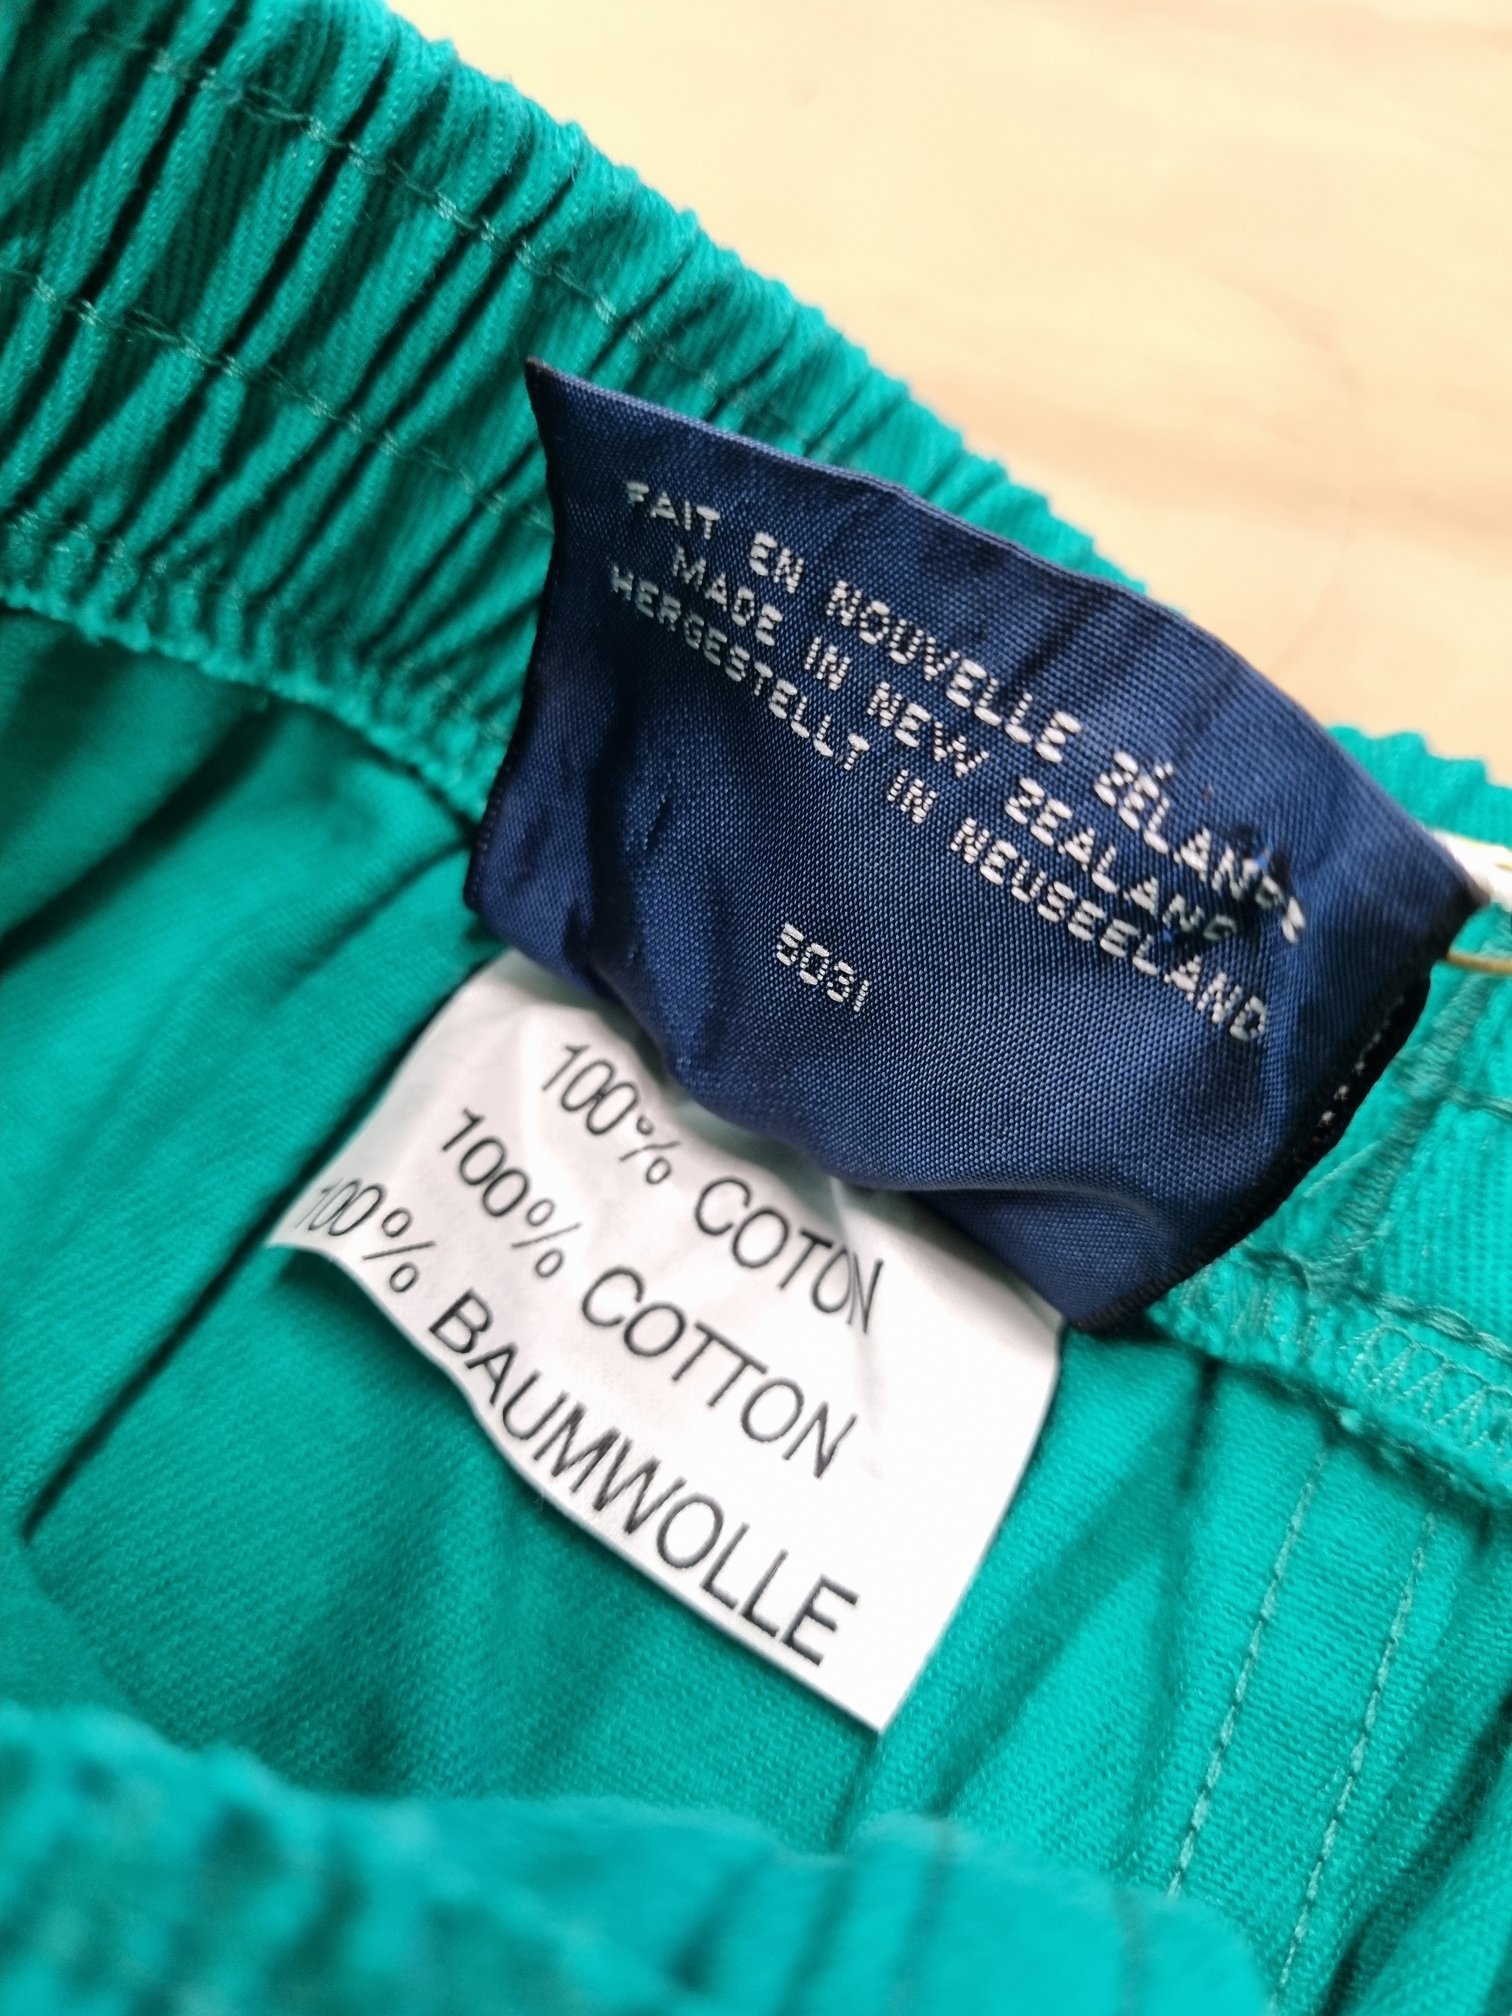 FAIT EN NOUVELLE ZÉLANDE
MADE IN NEW ZEALAND
HERGESTELLT IN NEUSEELAND
5031
100% COTON
100% COTTON
100% BAUMWOLLE